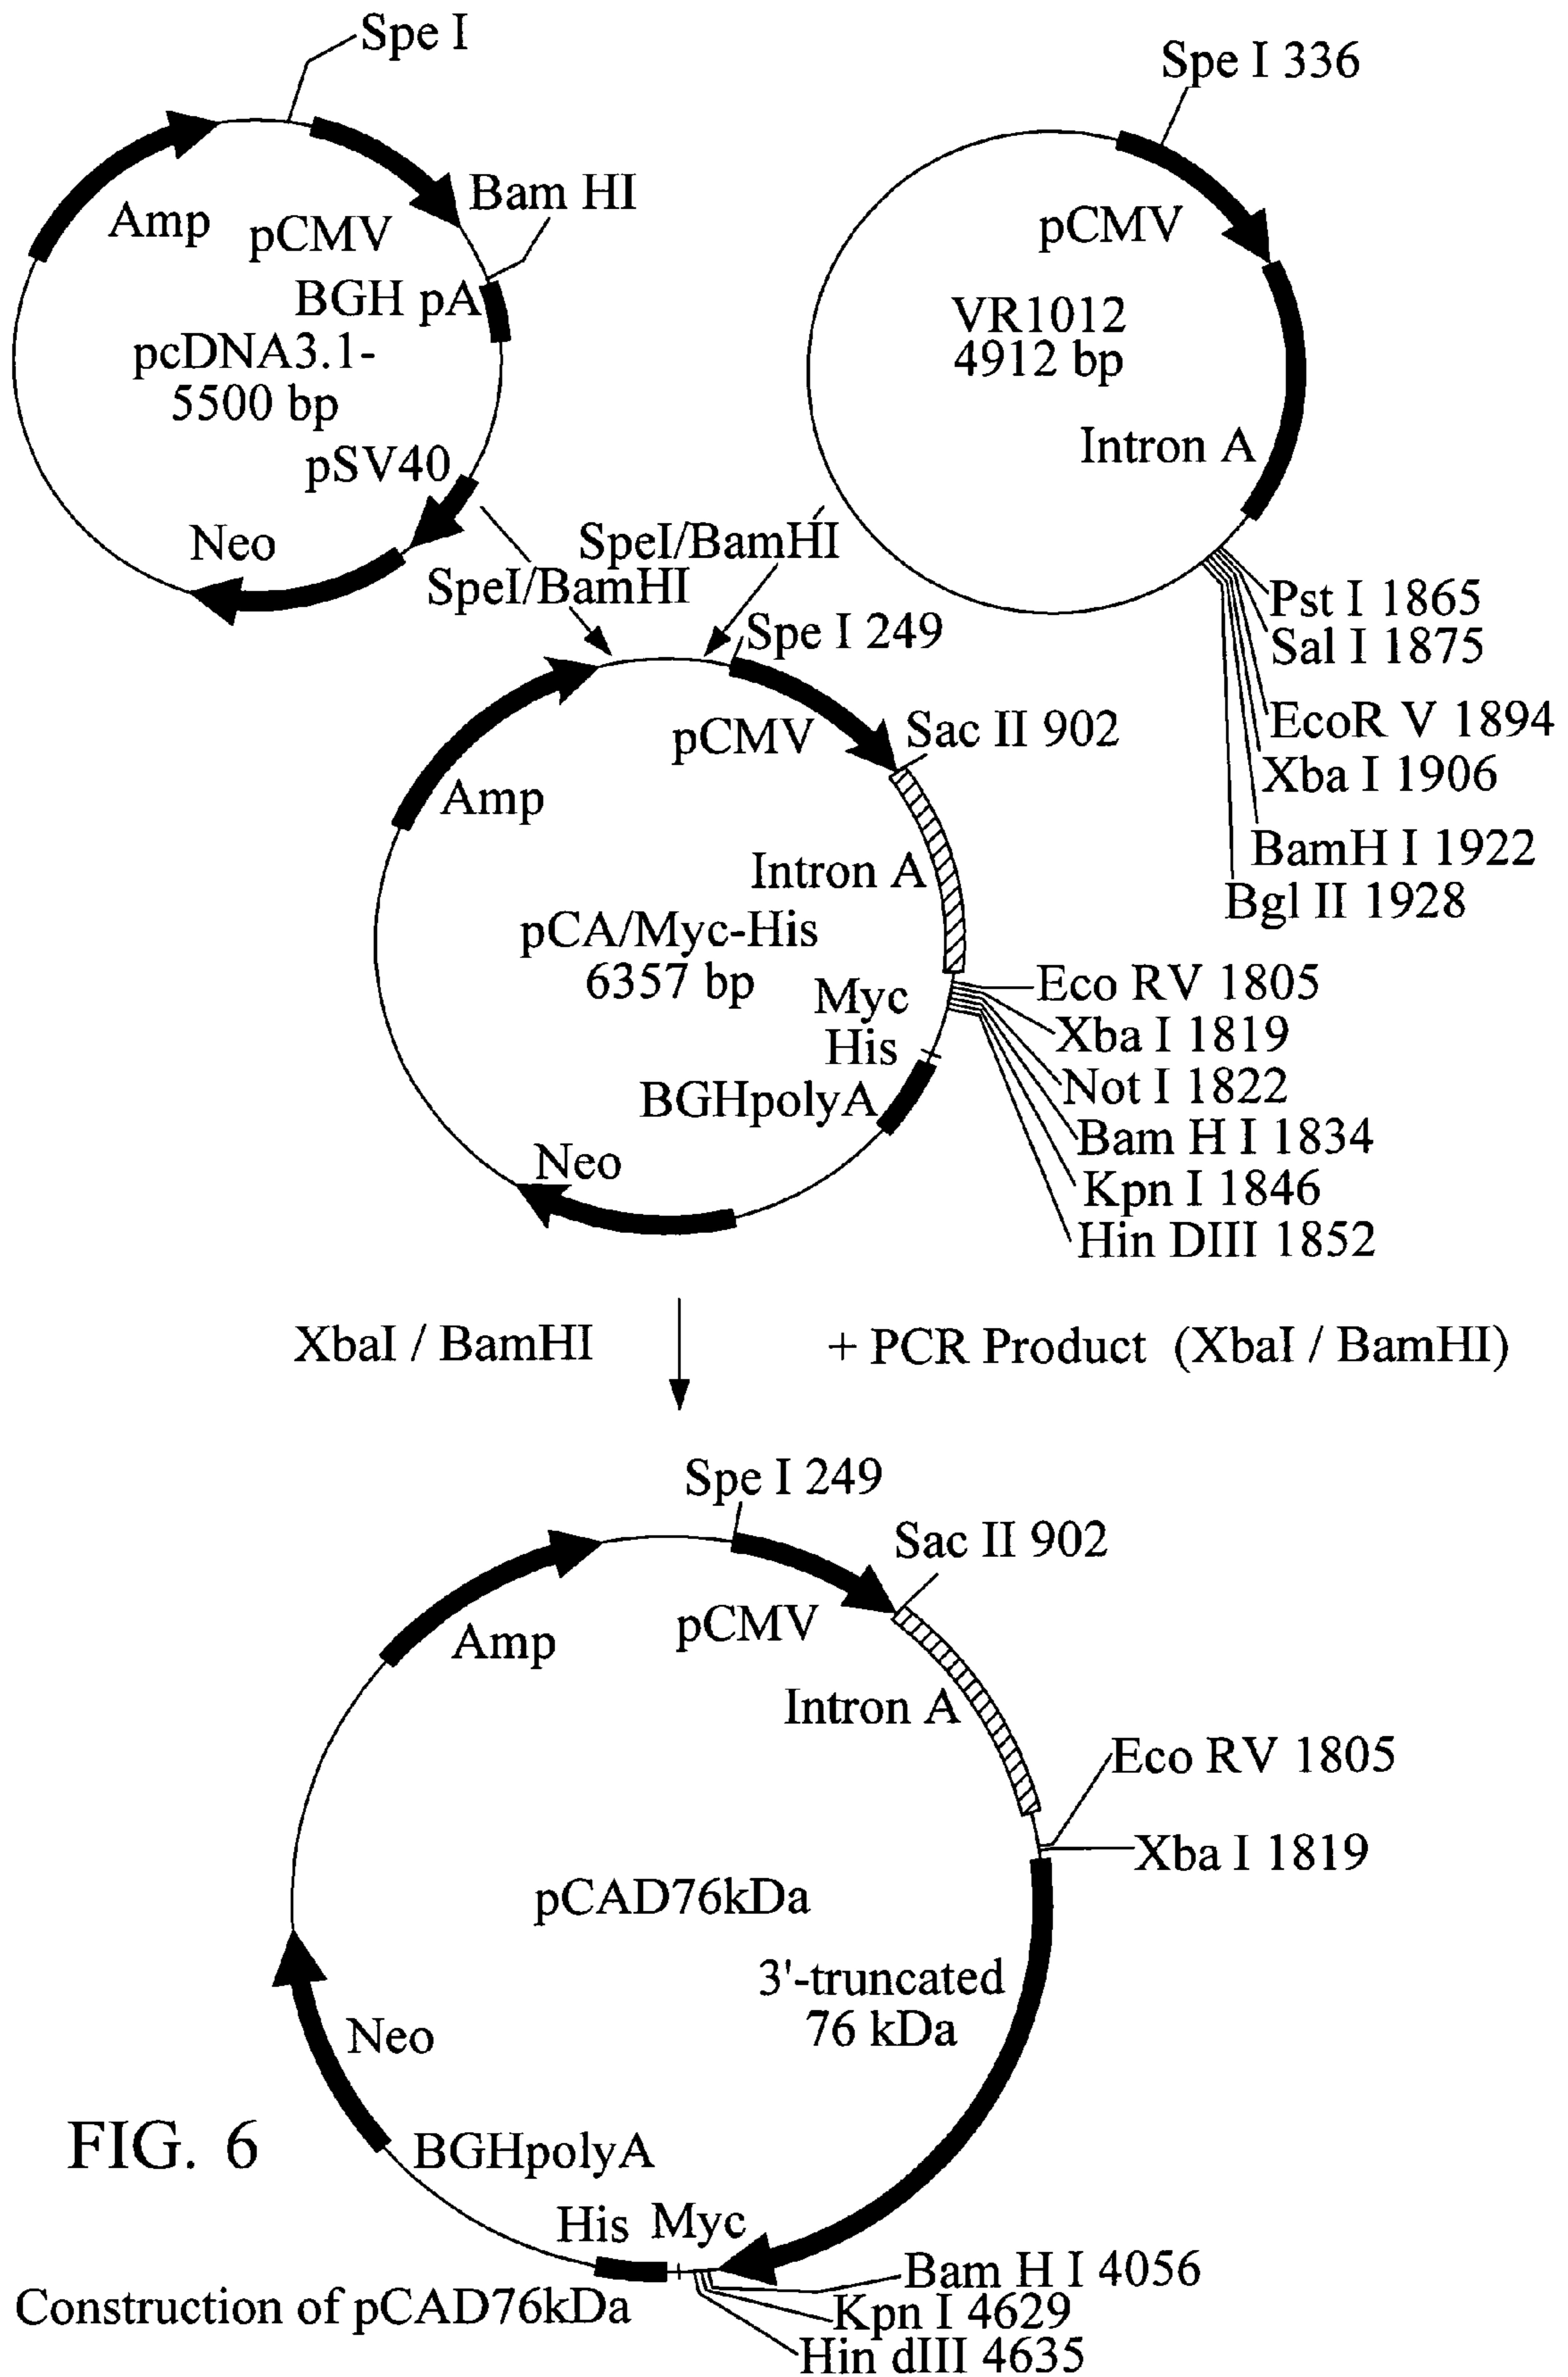 Spe I
Amp
pCMV
Bam HI
BGH pA
pcDNA3.1-
5500 bp
pSV40
Neo
SpeI/BamHI
Spe I 336
pCMV
VR1012
4912 bp
Intron A
SpeI/BamHI
Pst I 1865
Sal I 1875
EcoR V 1894
Xba I 1906
BamH I 1922
Bgl II 1928
Spe I 249
pCMV
Sac II 902
Amp
Intron A
pCA/Myc-His
6357 bp
Myc
His
BGHpolyA
Neo
Eco RV 1805
Xba I 1819
Not I 1822
Bam H I 1834
Kpn I 1846
Hin DIII 1852
XbaI / BamHI
+ PCR Product (XbaI / BamHI)
Spe I 249
Sac II 902
Amp
pCMV
Intron A
Eco RV 1805
Xba I 1819
pCAD76kDa
3'-truncated
76 kDa
Neo
BGHpolyA
His Myc
Bam H I 4056
Kpn I 4629
Hin dIII 4635
FIG. 6
Construction of pCAD76kDa